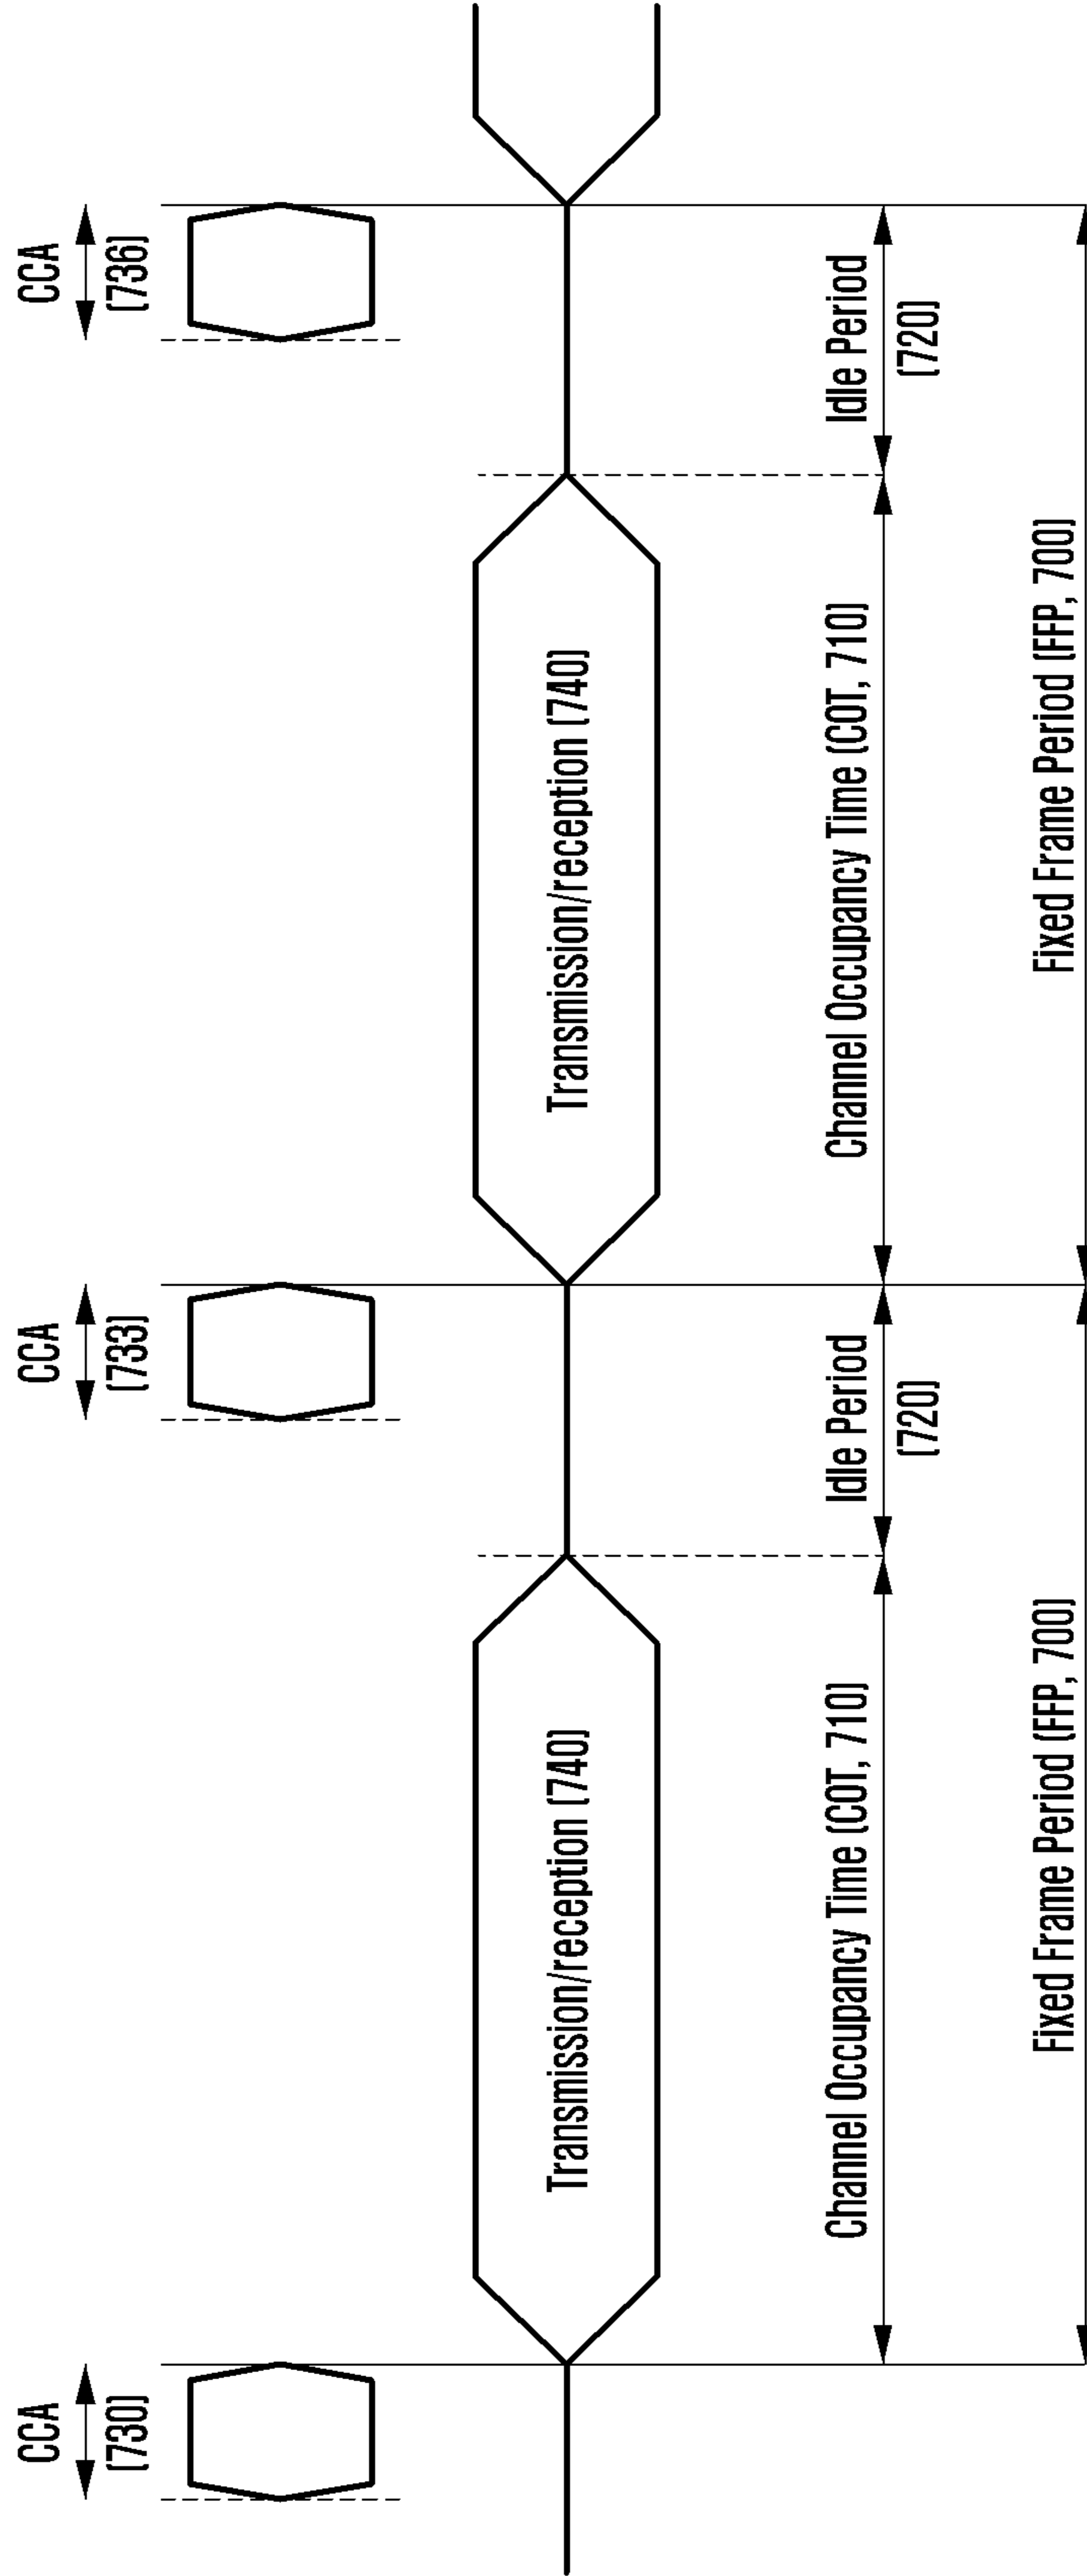 CCA
(730)
CCA
(733)
CCA
(736)
Transmission/reception (740)
Transmission/reception (740)
Channel Occupancy Time (COT, 710)
Idle Period
(720)
Channel Occupancy Time (COT, 710)
Idle Period
(720)
Fixed Frame Period (FFP, 700)
Fixed Frame Period (FFP, 700)